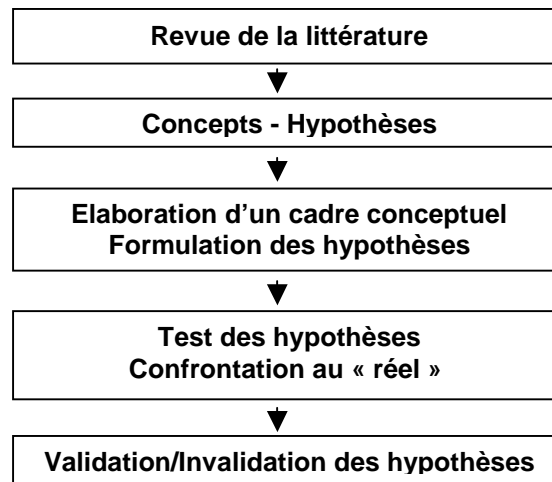 Revue de la littérature
Concepts - Hypothèses
Elaboration d'un cadre conceptuel
Formulation des hypothèses
Test des hypothèses
Confrontation au « réel »
Validation/Invalidation des hypothèses